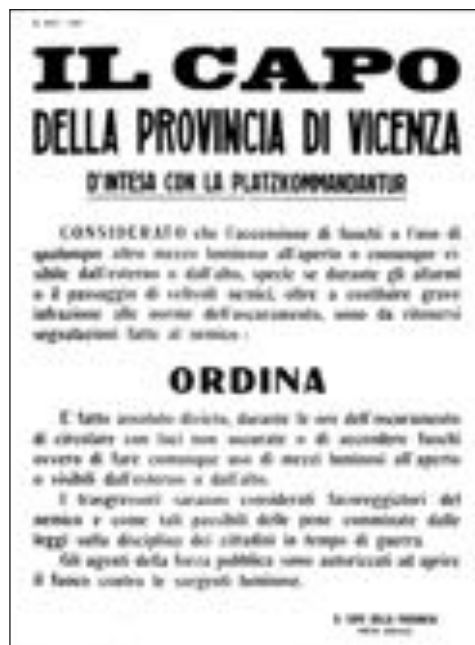 IL CAPO
DELLA PROVINCIA DI VICENZA
D'INTESA CON LA PLATZKOMMANDANTUR
CONSIDERATO che l'accensione di fuochi o l'uso di
qualunque altro mezzo luminoso all'aperto o comunque vi-
sibile dall'esterno o dall'alto, specie se durante gli allarmi
o il passaggio di velivoli nemici, oltre a costituire grave
infrazione alle norme dell'oscuramento, sono da ritenersi
segnalazioni fatte al nemico:
ORDINA
È fatto assoluto divieto, durante le ore dell'oscuramento
di circolare con luci non oscurate o di accendere fuochi
ovvero di fare comunque uso di mezzi luminosi all'aperto
o visibili dall'esterno o dall'alto.
I trasgressori saranno considerati favoreggiatori del
nemico e come tali passibili delle pene comminate dalle
leggi sulla disciplina dei cittadini in tempo di guerra.
Gli agenti della forza pubblica sono autorizzati ad aprire
il fuoco contro le sorgenti luminose.
IL CAPO DELLA PROVINCIA